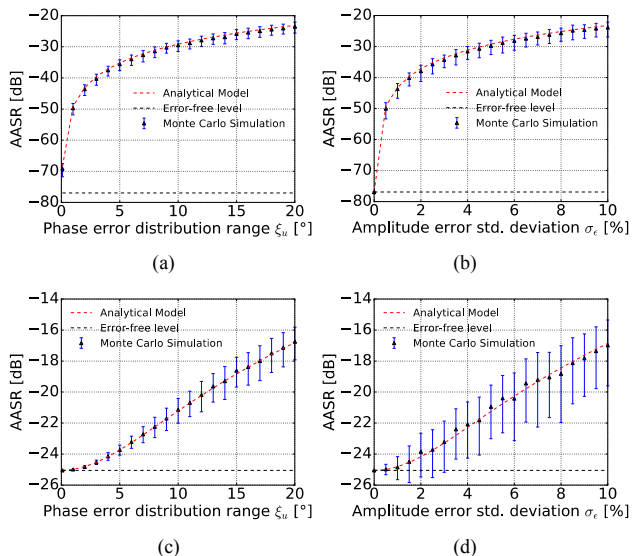 −20
−30
−40
−50
−60
−70
−80
AASR [dB]
Analytical Model
Error-free level
Monte Carlo Simulation
0 5 10 15 20
Phase error distribution range ξu [°]
(a)
−20
−30
−40
−50
−60
−70
−80
AASR [dB]
Analytical Model
Error-free level
Monte Carlo Simulation
0 2 4 6 8 10
Amplitude error std. deviation σϵ [%]
(b)
−14
−16
−18
−20
−22
−24
−26
AASR [dB]
Analytical Model
Error-free level
Monte Carlo Simulation
0 5 10 15 20
Phase error distribution range ξu [°]
(c)
−14
−16
−18
−20
−22
−24
−26
AASR [dB]
Analytical Model
Error-free level
Monte Carlo Simulation
0 2 4 6 8 10
Amplitude error std. deviation σϵ [%]
(d)